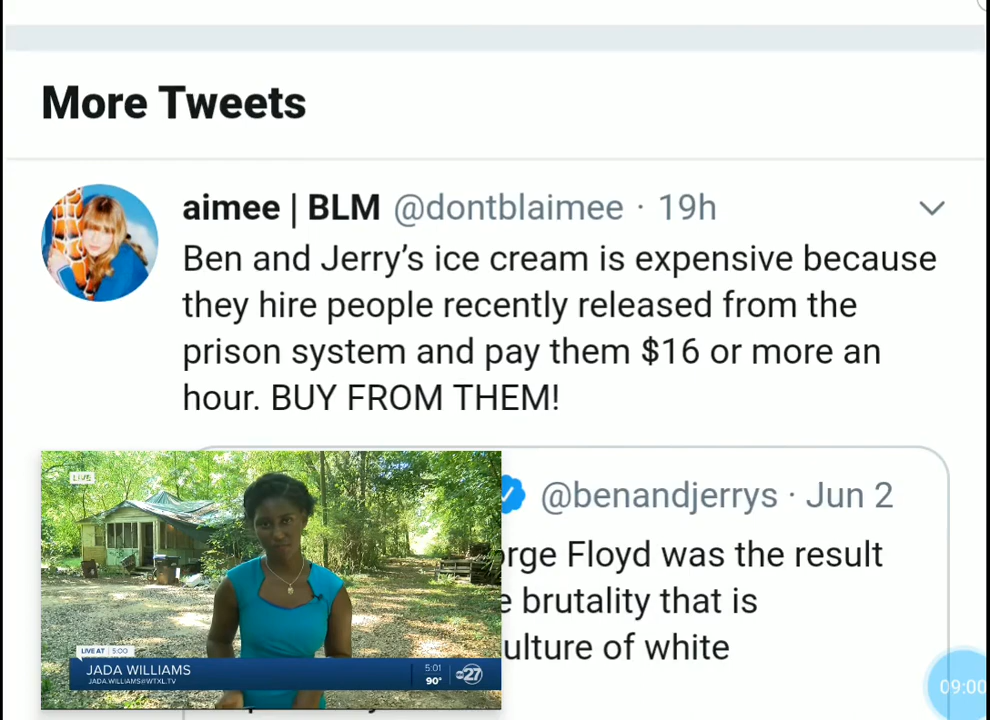 More Tweets
aimee | BLM @dontblaimee · 19h
Ben and Jerry's ice cream is expensive because
they hire people recently released from the
prison system and pay them $16 or more an
hour. BUY FROM THEM!
@benandjerrys · Jun 2
orge Floyd was the result
e brutality that is
ulture of white
LIVE
LIVE AT 5:00
JADA WILLIAMS
JADA.WILLIAMS@WTXL.TV
5:01
90°
abc 27
09:00